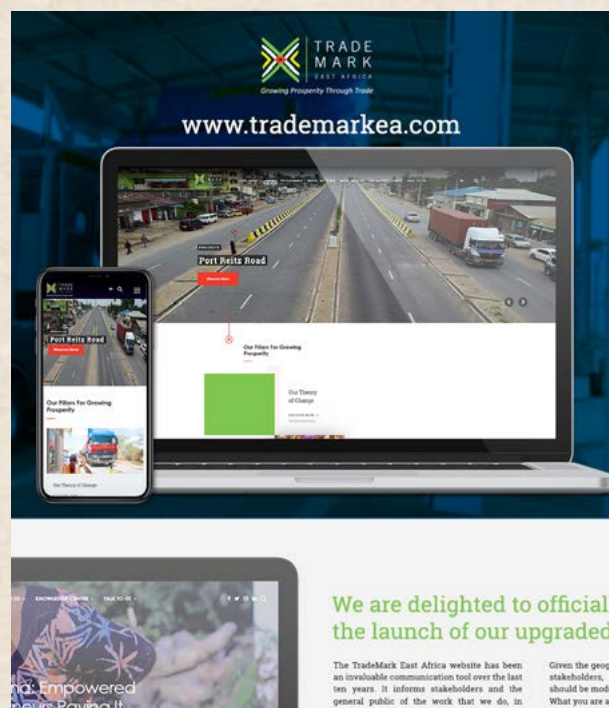 TRADE
MARK
EAST AFRICA
Growing Prosperity Through Trade
www.trademarkea.com
PROJECTS
Port Reitz Road
Port Reitz Road
Our Pillars For Growing
Prosperity
Our Theory
of Change
Our Pillars For Growing
Prosperity
Our Theory of Change
KNOWLEDGE CENTRE
TALK TO US
Empowered
We are delighted to official
the launch of our upgraded
The TradeMark East Africa website has been
an invaluable communication tool over the last
ten years. It informs stakeholders and the
general public of the work that we do, in
Given the geog
stakeholders,
should be mod
What you are s